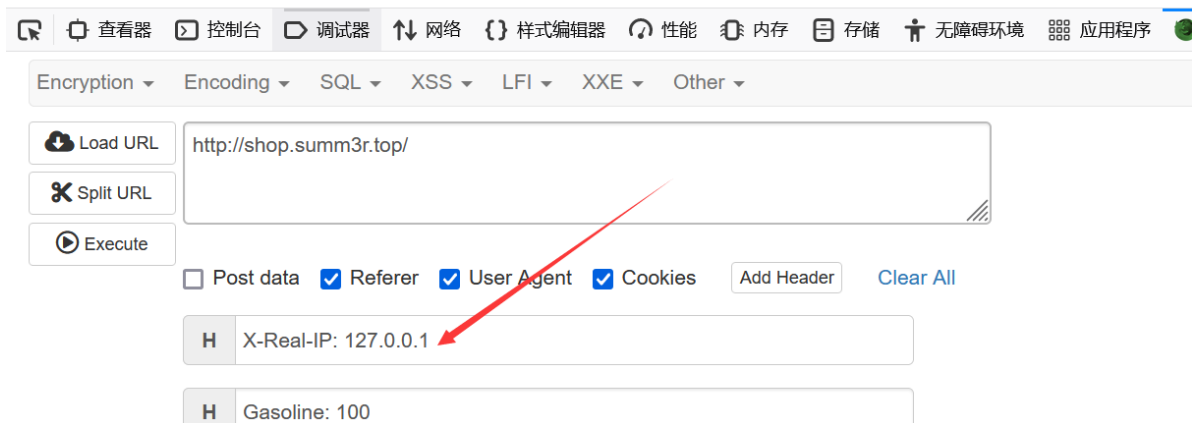 查看器 控制台 调试器 网络 样式编辑器 性能 内存 存储 无障碍环境 应用程序
Encryption Encoding SQL XSS LFI XXE Other
Load URL http://shop.summ3r.top/
Split URL
Execute
Post data Referer User Agent Cookies Add Header Clear All
H X-Real-IP: 127.0.0.1
H Gasoline: 100